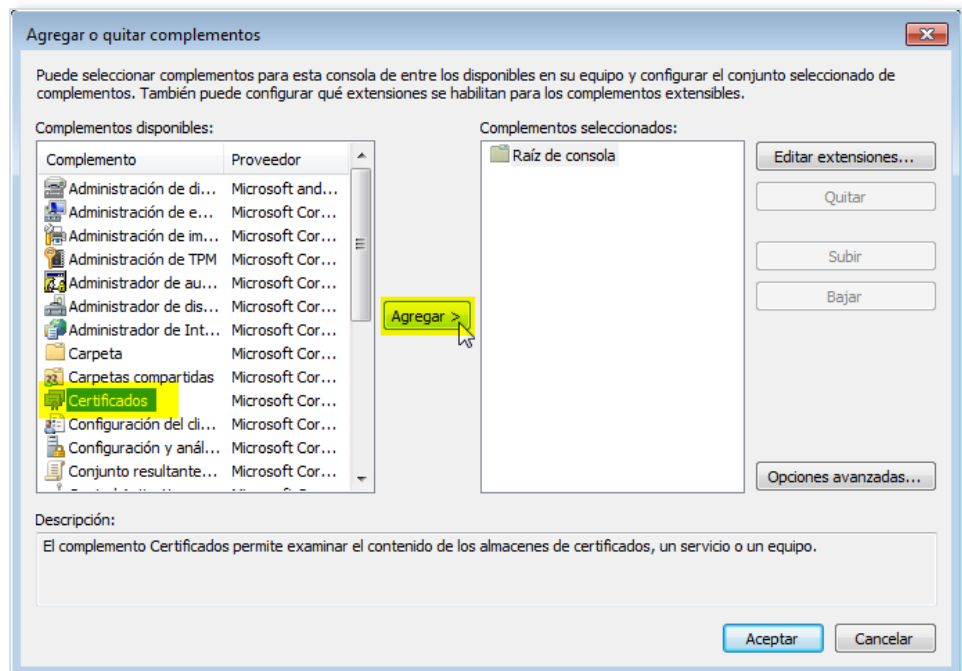 Agregar o quitar complementos
Puede seleccionar complementos para esta consola de entre los disponibles en su equipo y configurar el conjunto seleccionado de
complementos. También puede configurar qué extensiones se habilitan para los complementos extensibles.
Complementos disponibles:
Complemento Proveedor
Administración de di... Microsoft and...
Administración de e... Microsoft Cor...
Administración de im... Microsoft Cor...
Administración de TPM Microsoft Cor...
Administrador de au... Microsoft Cor...
Administrador de dis... Microsoft Cor...
Administrador de Int... Microsoft Cor...
Carpeta Microsoft Cor...
Carpetas compartidas Microsoft Cor...
Certificados Microsoft Cor...
Configuración del cli... Microsoft Cor...
Configuración y anál... Microsoft Cor...
Conjunto resultante... Microsoft Cor...
Agregar >
Complementos seleccionados:
Raíz de consola
Editar extensiones...
Quitar
Subir
Bajar
Opciones avanzadas...
Descripción:
El complemento Certificados permite examinar el contenido de los almacenes de certificados, un servicio o un equipo.
Aceptar
Cancelar